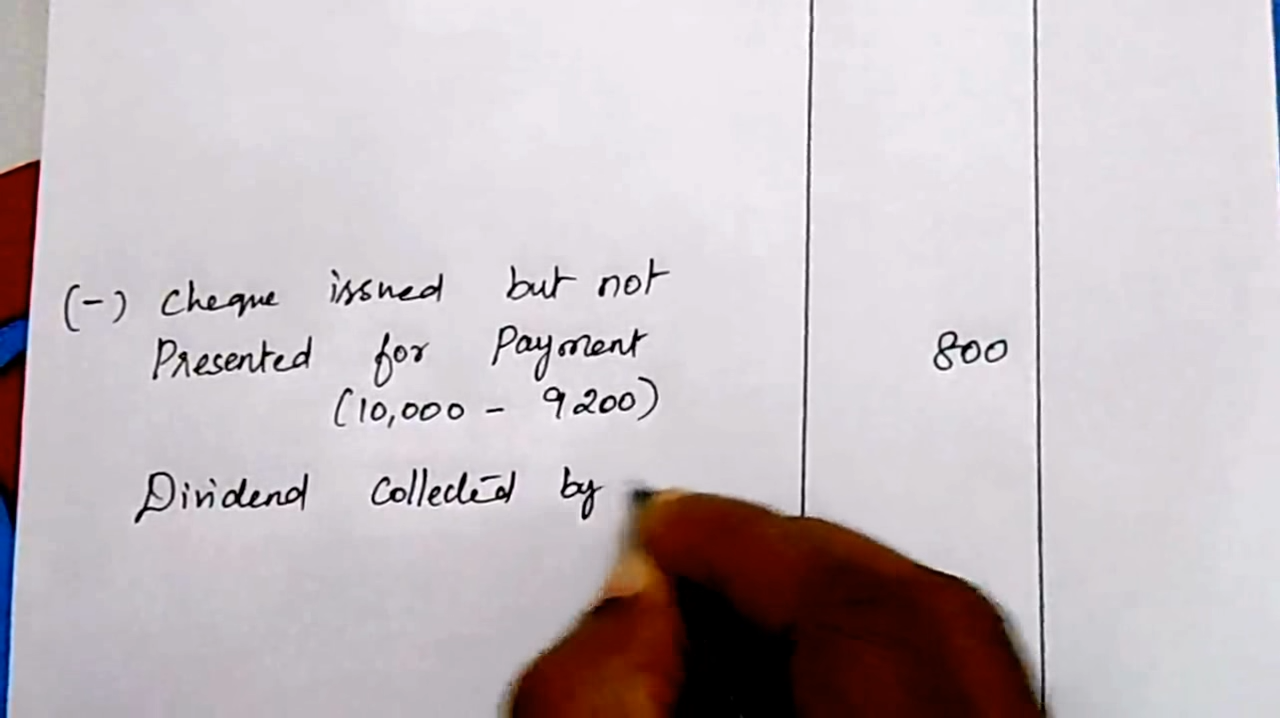 (-) Cheque issued but not
Presented for Payment 800
(10,000 - 9200)
Dividend Collected by